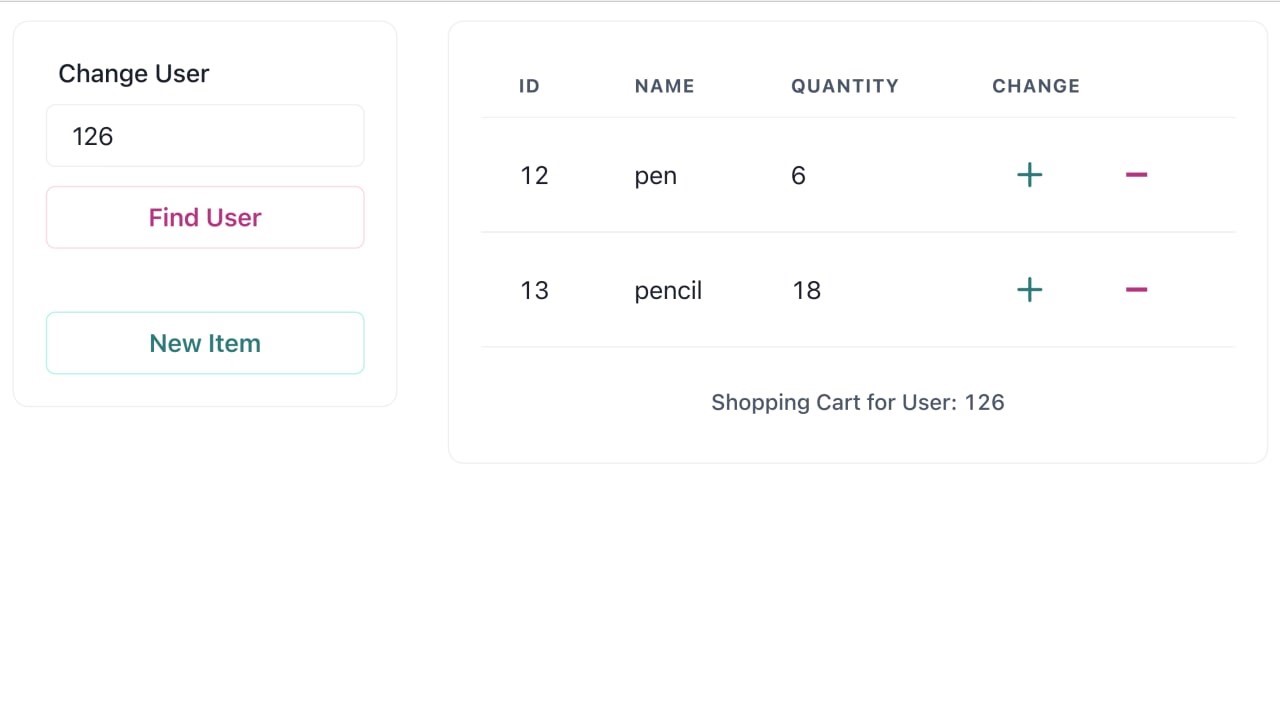 Change User
126
Find User
New Item
ID NAME QUANTITY CHANGE
12 pen 6 + −
13 pencil 18 + −
Shopping Cart for User: 126